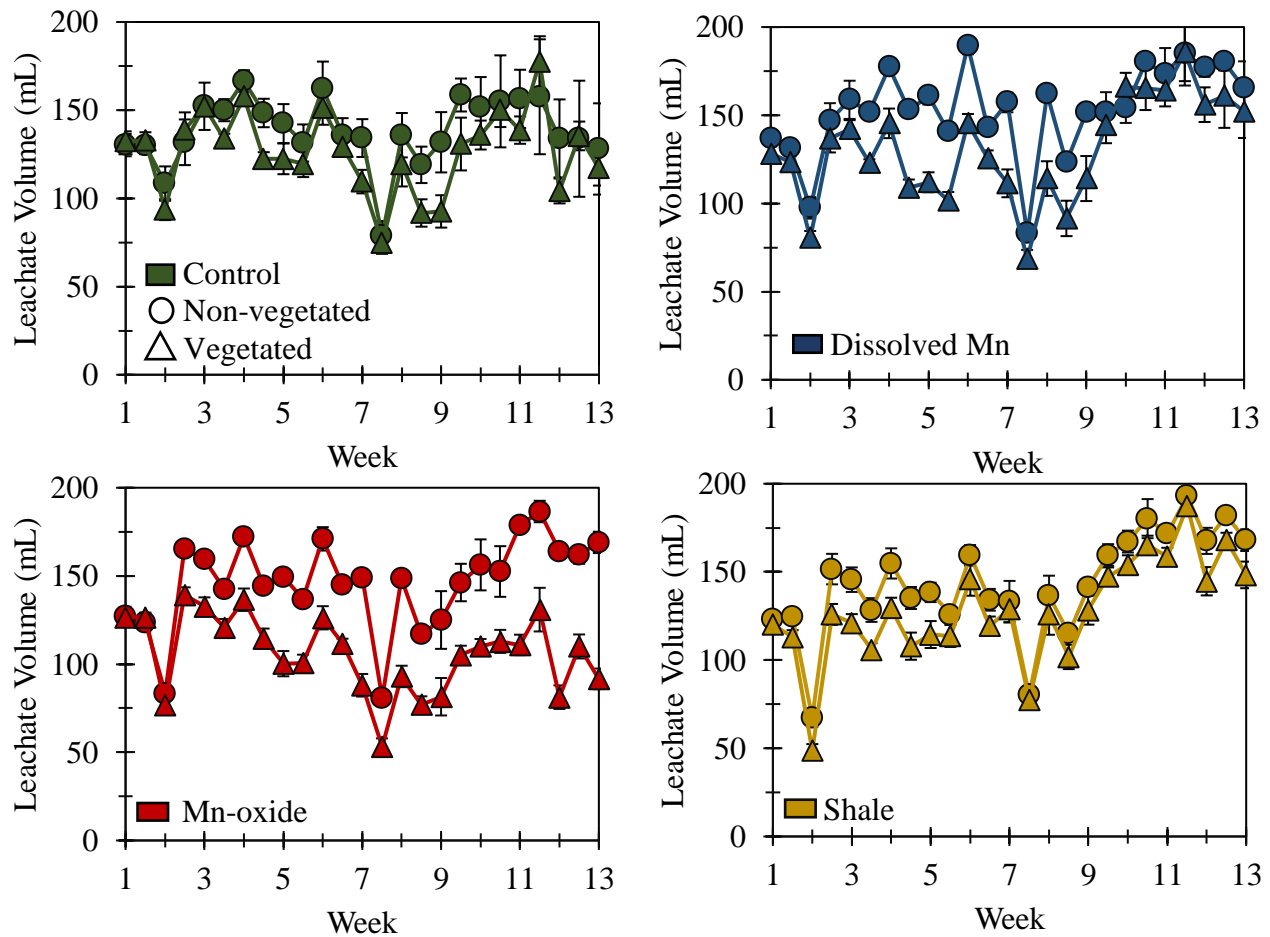 Leachate Volume (mL)
200
150
100
50
0
Control
Non-vegetated
Vegetated
1 3 5 7 9 11 13
Week
Leachate Volume (mL)
200
150
100
50
0
Dissolved Mn
1 3 5 7 9 11 13
Week
Leachate Volume (mL)
200
150
100
50
0
Mn-oxide
1 3 5 7 9 11 13
Week
Leachate Volume (mL)
200
150
100
50
0
Shale
1 3 5 7 9 11 13
Week